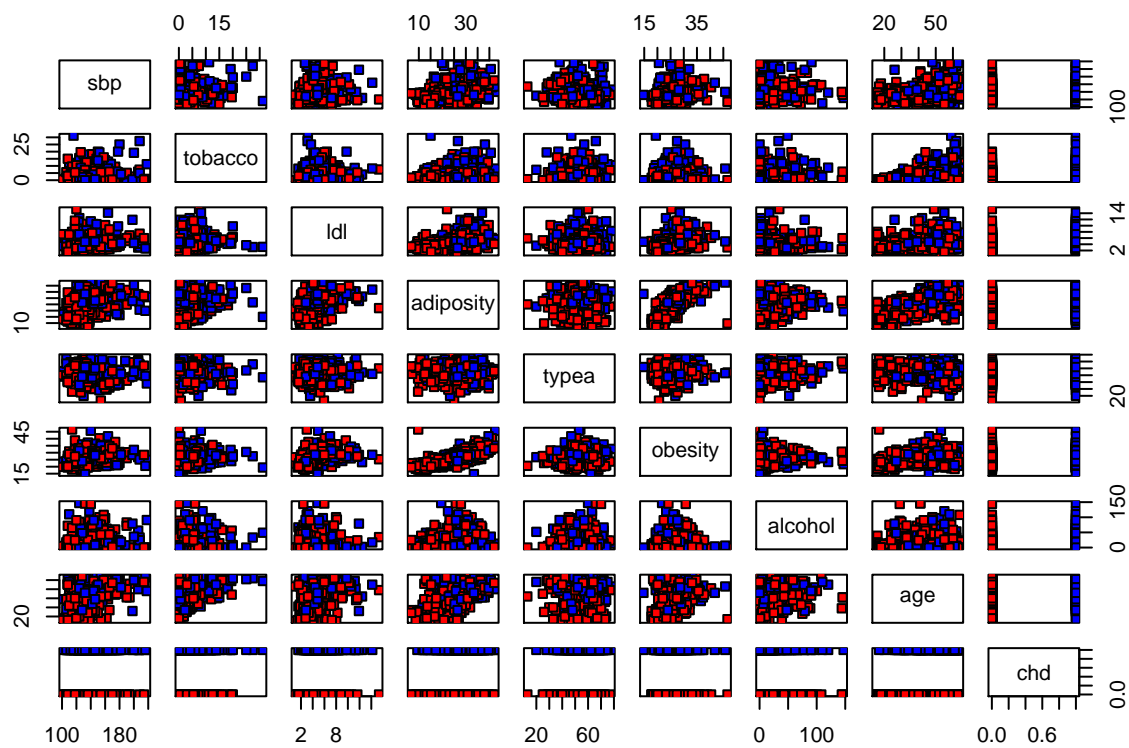 0 15 10 30 15 35 20 50
sbp 100
25 0 tobacco
ldl 14 2
10 adiposity
typea 20
45 15 obesity
alcohol 150 0
20 age
chd 0.0
100 180 2 8 20 60 0 100 0.0 0.6